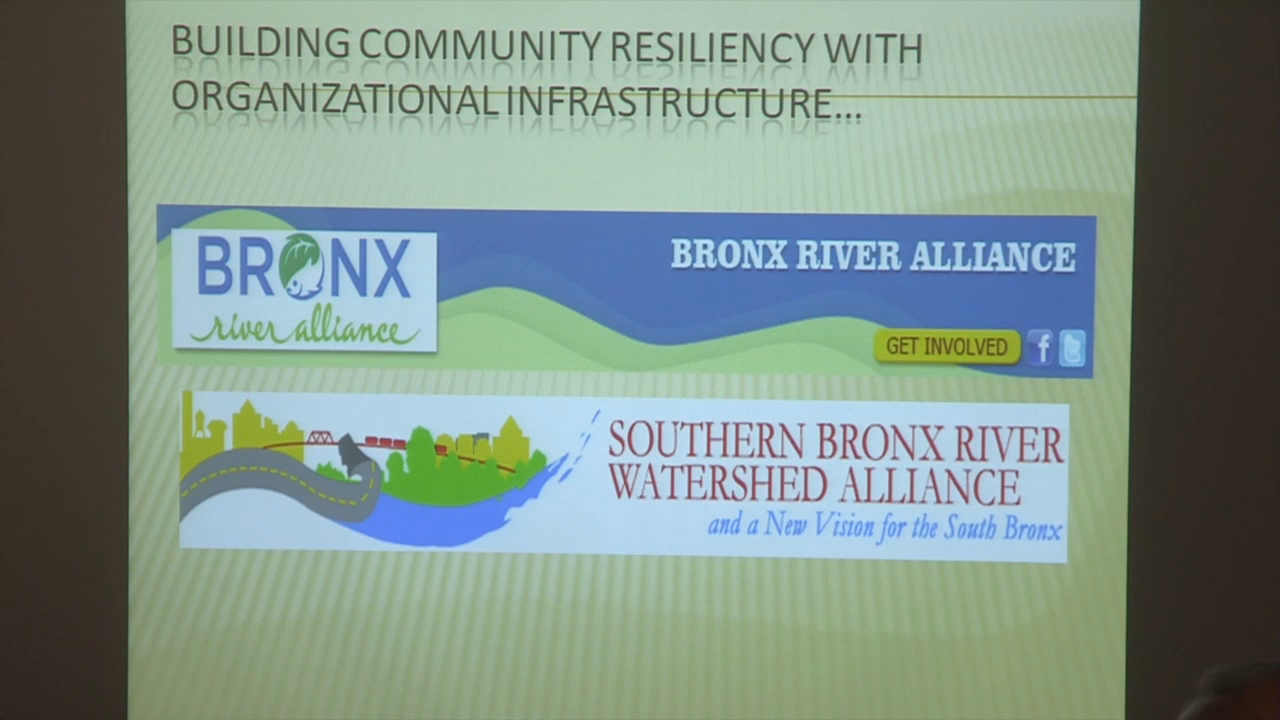 BUILDING COMMUNITY RESILIENCY WITH
ORGANIZATIONAL INFRASTRUCTURE...
BRONX
river alliance
BRONX RIVER ALLIANCE
GET INVOLVED
f
t
SOUTHERN BRONX RIVER
WATERSHED ALLIANCE
and a New Vision for the South Bronx